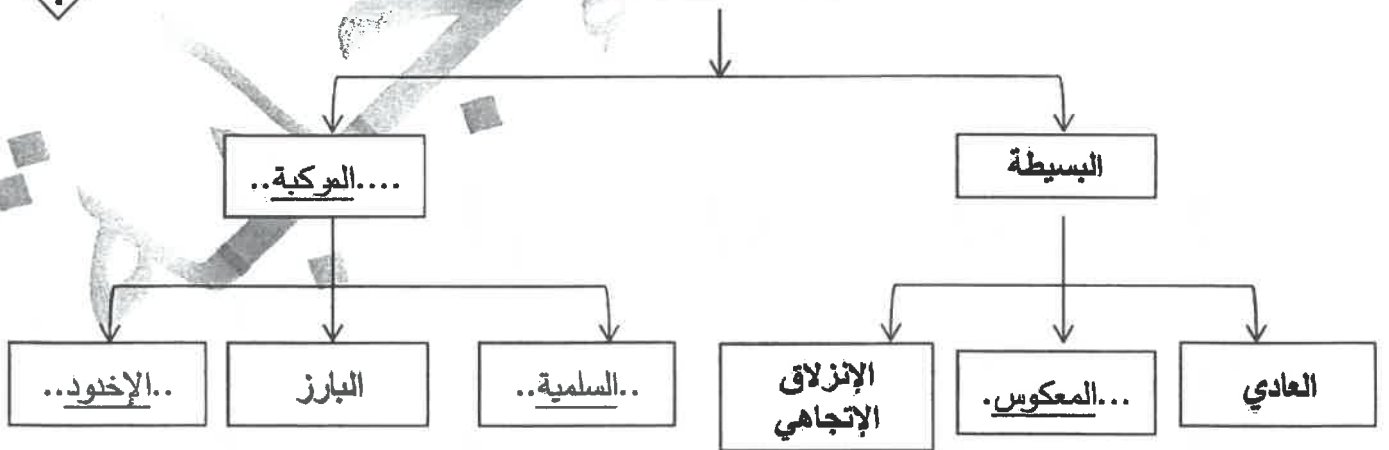 البسيطة
....المركبة..
العادي
...المعكوس.
الإنزلاق
الإتجاهي
..السلمية..
البارز
..الإخدود..